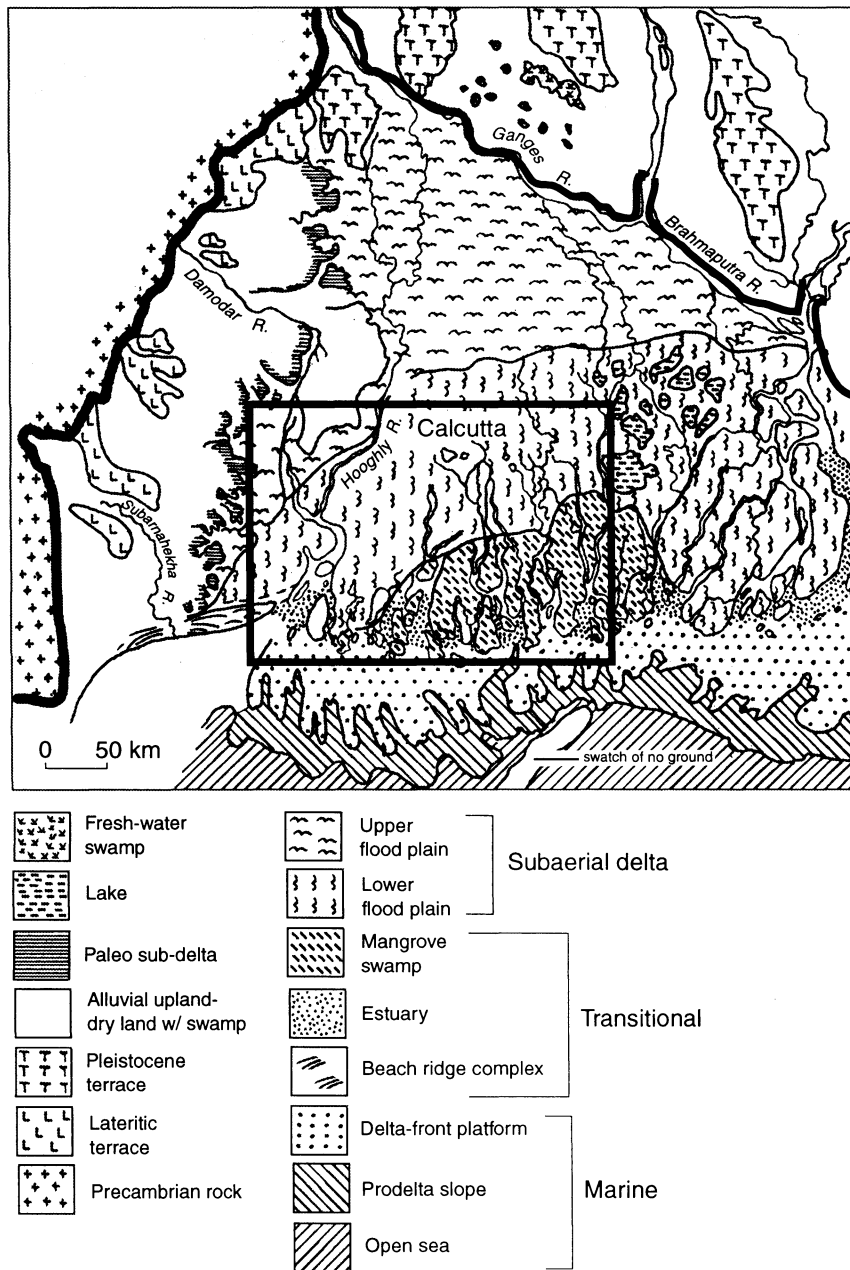 Ganges
R.
Brahmaputra R.
Damodar R.
Calcutta
Hooghly R.
Subarnahekha R.
0 50 km
swatch of no ground
Fresh-water
swamp
Lake
Paleo sub-delta
Alluvial upland-
dry land w/ swamp
Pleistocene
terrace
Lateritic
terrace
Precambrian rock
Upper
flood plain
Lower
flood plain
Subaerial delta
Mangrove
swamp
Estuary
Beach ridge complex
Transitional
Delta-front platform
Prodelta slope
Open sea
Marine